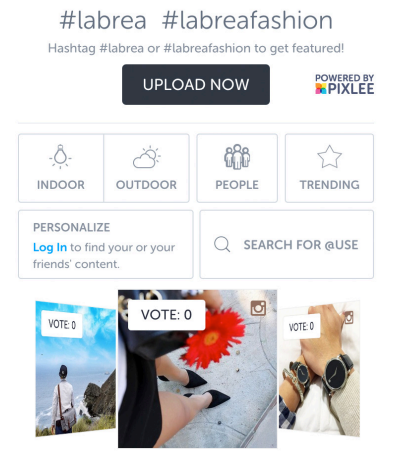 #labrea #labreafashion
Hashtag #labrea or #labreafashion to get featured!
UPLOAD NOW
POWERED BY
PIXLEE
INDOOR
OUTDOOR
PEOPLE
TRENDING
PERSONALIZE
Log In to find your or your
friends' content.
SEARCH FOR @USE
VOTE: 0
VOTE: 0
VOTE: 0